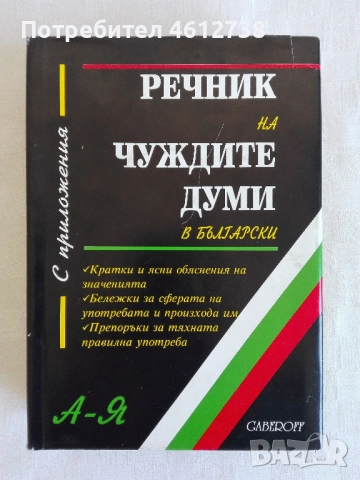 Потребител 4612738
РЕЧНИК
НА
ЧУЖДИТЕ
ДУМИ
В БЪЛГАРСКИ
С приложения
✓Кратки и ясни обяснения на
значенията
✓Бележки за сферата на
употребата и произхода им
✓Препоръки за тяхната
правилна употреба
А-Я
GABEROFF
bazar